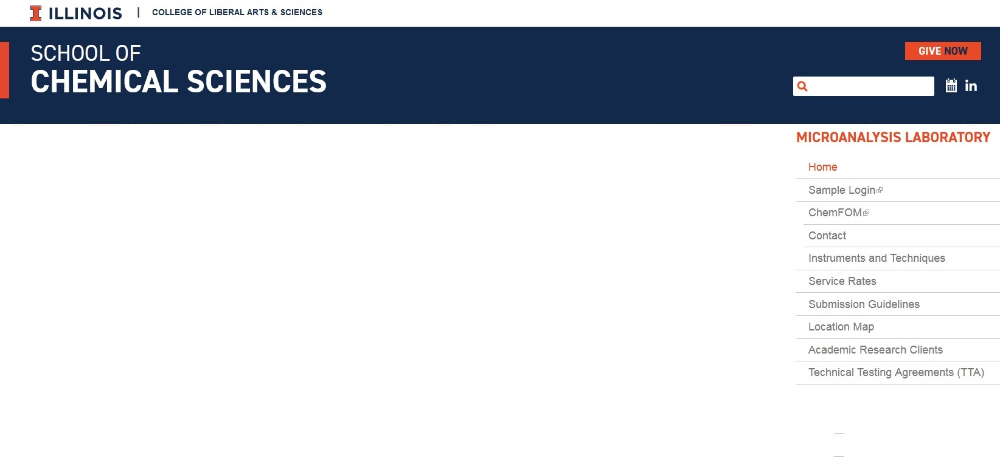 ILLINOIS | COLLEGE OF LIBERAL ARTS & SCIENCES
SCHOOL OF
CHEMICAL SCIENCES
GIVE NOW
in
MICROANALYSIS LABORATORY
Home
Sample Login
ChemFOM
Contact
Instruments and Techniques
Service Rates
Submission Guidelines
Location Map
Academic Research Clients
Technical Testing Agreements (TTA)